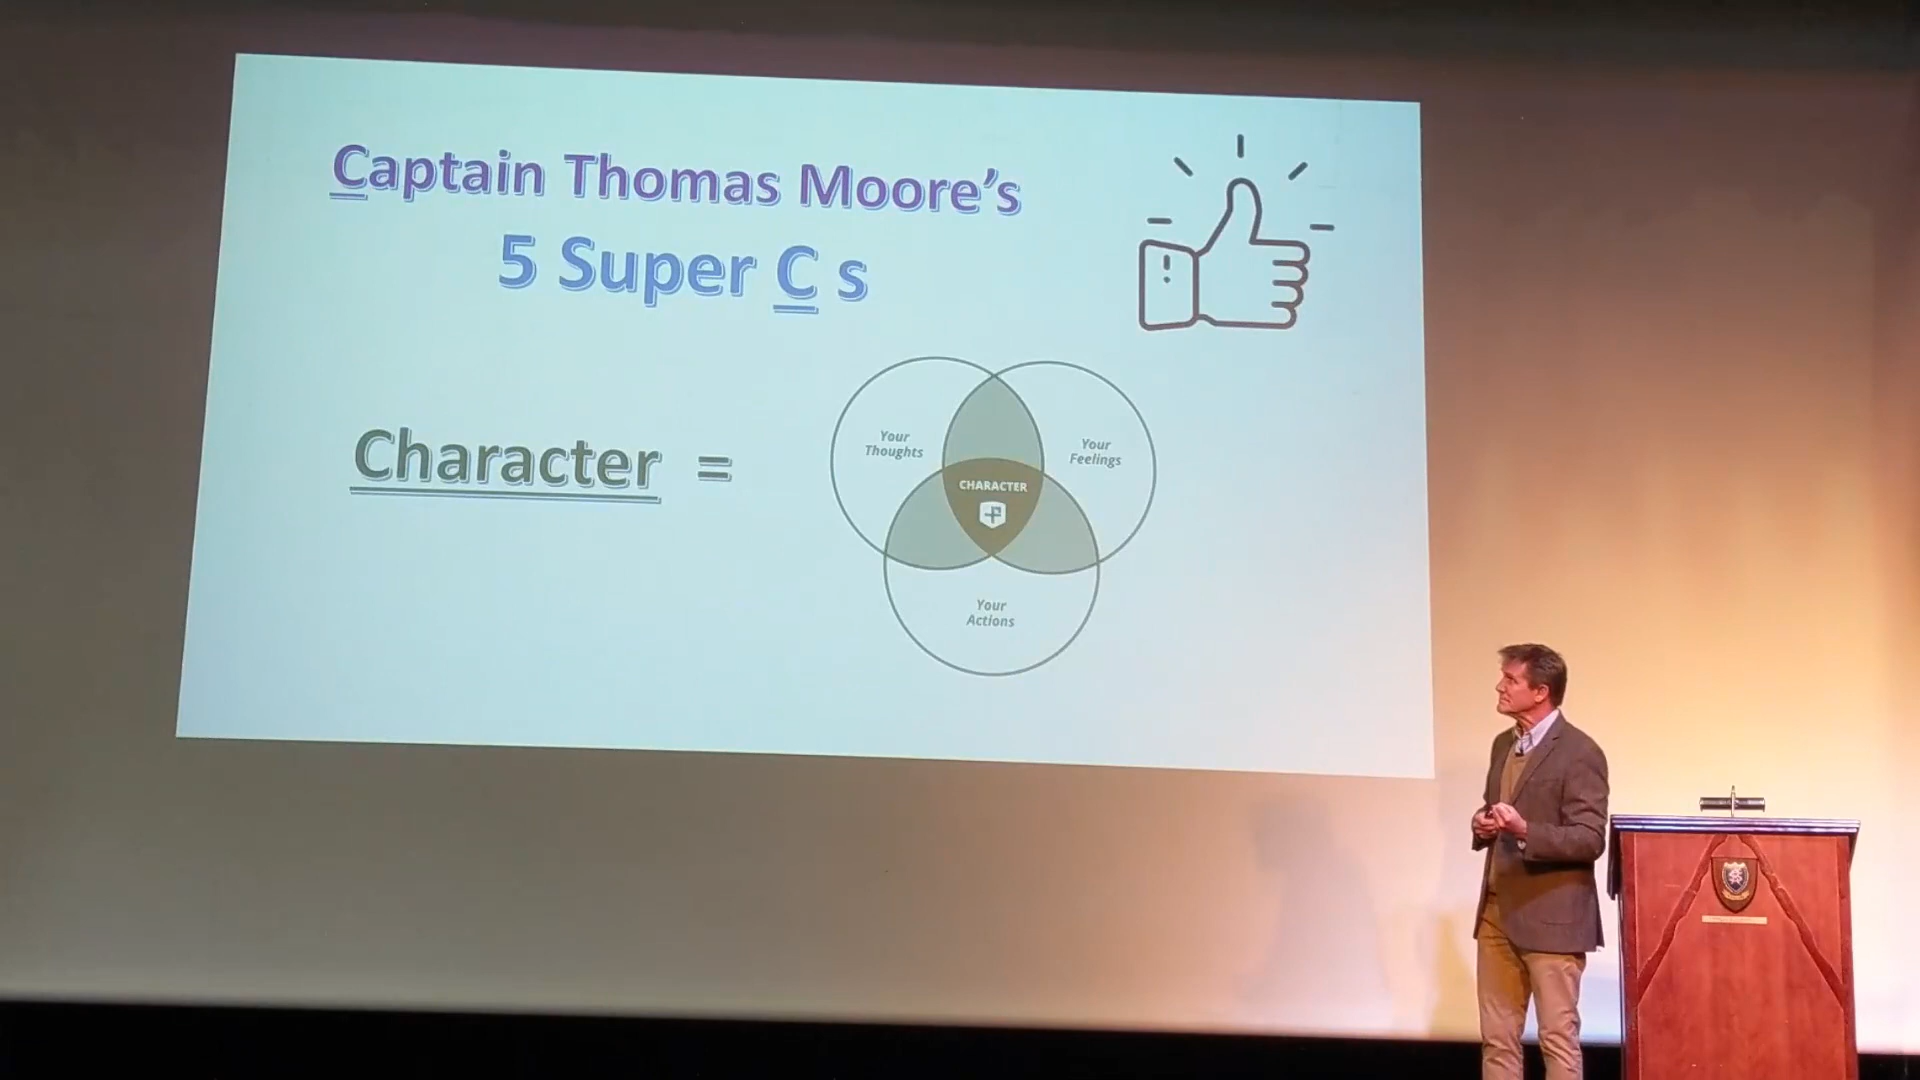 Captain Thomas Moore’s
5 Super C s
Character =
Your
Thoughts
Your
Feelings
CHARACTER
Your
Actions